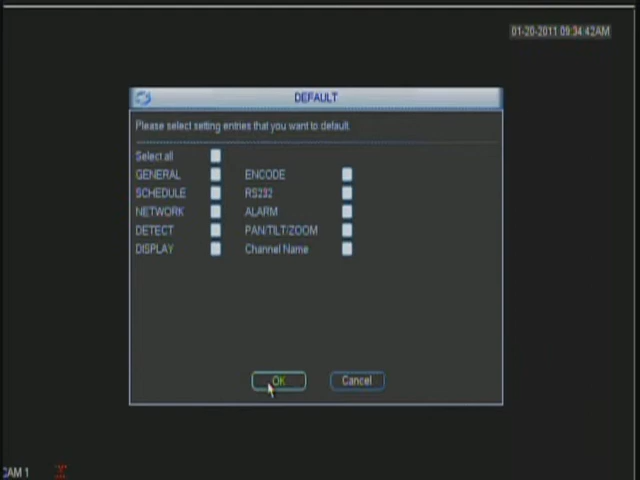 01-20-2011 09:34:42AM
DEFAULT
Please select setting entries that you want to default.
Select all
GENERAL ENCODE
SCHEDULE RS232
NETWORK ALARM
DETECT PAN/TILT/ZOOM
DISPLAY Channel Name
OK Cancel
CAM 1